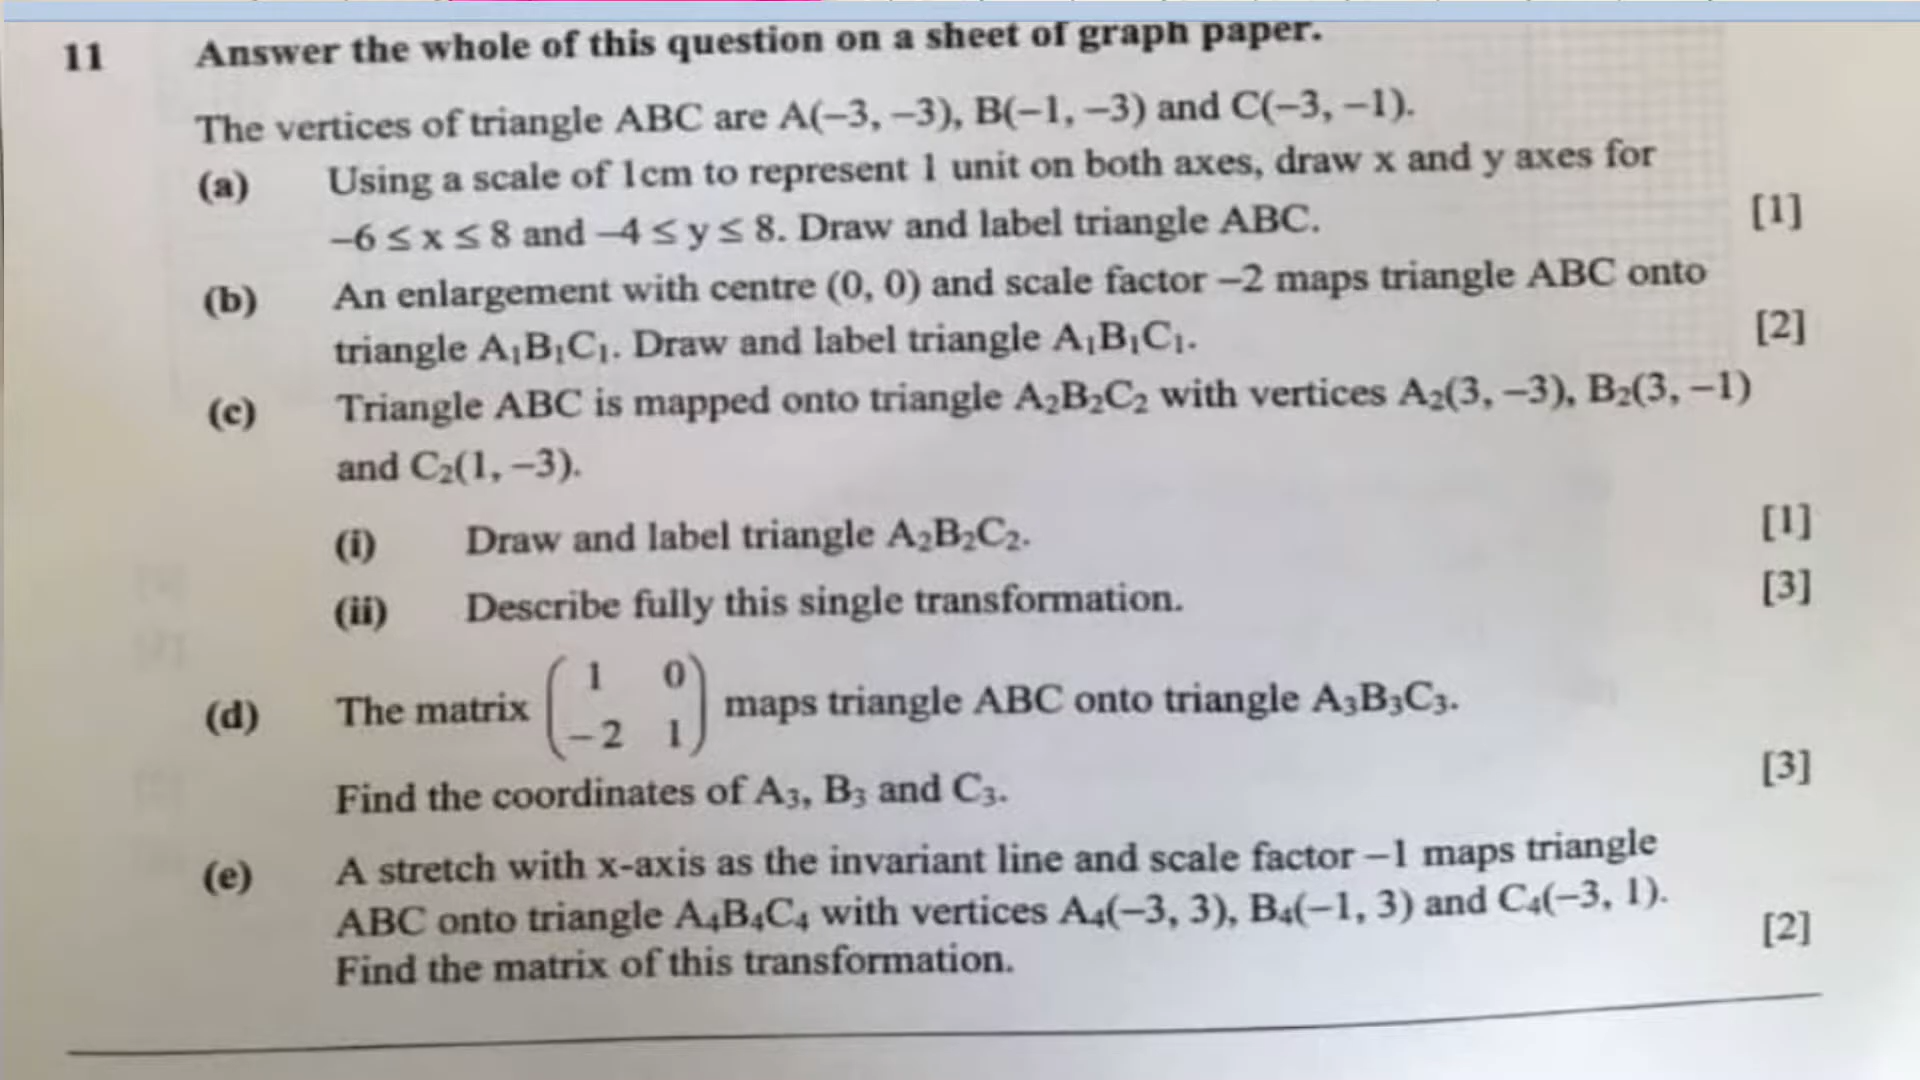 11 Answer the whole of this question on a sheet of graph paper.
The vertices of triangle ABC are A(−3, −3), B(−1, −3) and C(−3, −1).
(a) Using a scale of 1cm to represent 1 unit on both axes, draw x and y axes for
−6 ≤ x ≤ 8 and −4 ≤ y ≤ 8. Draw and label triangle ABC. [1]
(b) An enlargement with centre (0, 0) and scale factor −2 maps triangle ABC onto
triangle A₁B₁C₁. Draw and label triangle A₁B₁C₁. [2]
(c) Triangle ABC is mapped onto triangle A₂B₂C₂ with vertices A₂(3, −3), B₂(3, −1)
and C₂(1, −3).
(i) Draw and label triangle A₂B₂C₂. [1]
(ii) Describe fully this single transformation. [3]
(d) The matrix (1 0
−2 1) maps triangle ABC onto triangle A₃B₃C₃.
Find the coordinates of A₃, B₃ and C₃. [3]
(e) A stretch with x-axis as the invariant line and scale factor −1 maps triangle
ABC onto triangle A₄B₄C₄ with vertices A₄(−3, 3), B₄(−1, 3) and C₄(−3, 1).
Find the matrix of this transformation. [2]